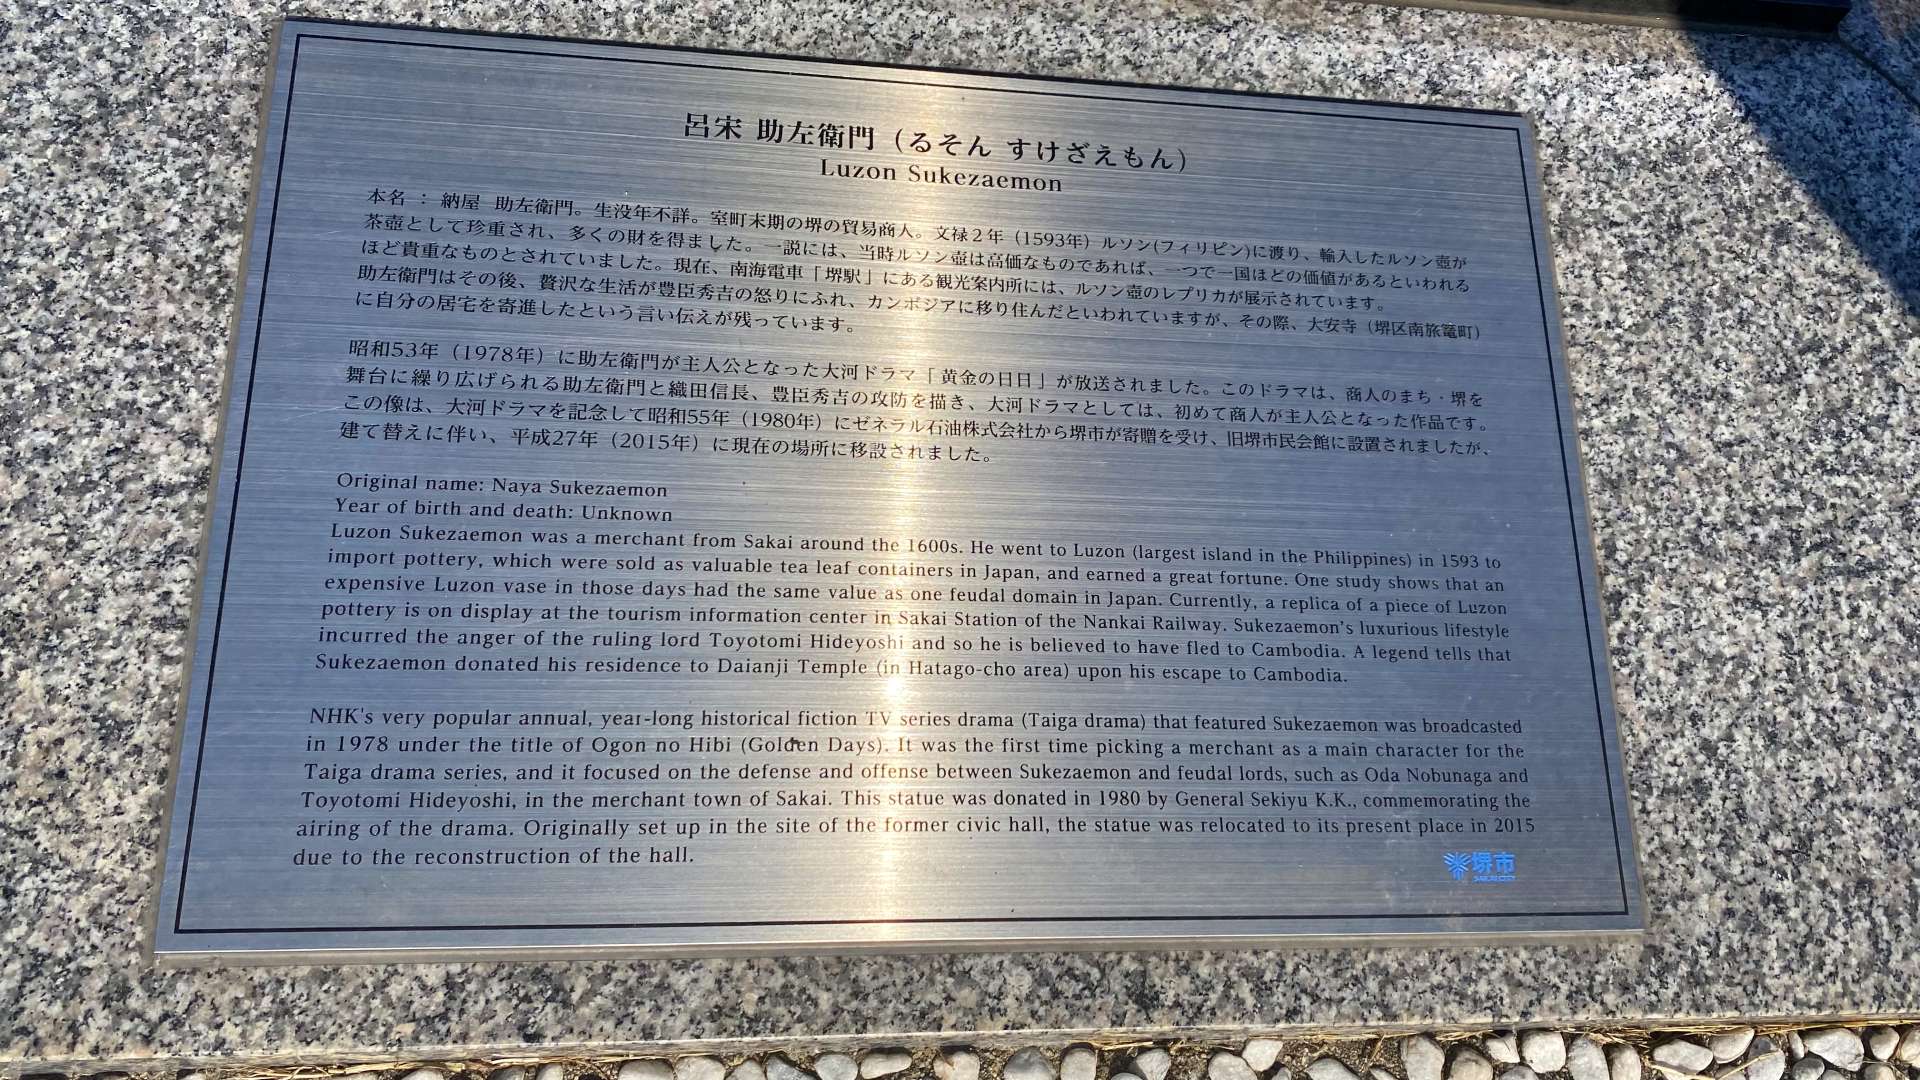 呂宋 助左衛門（るそん すけざえもん）
Luzon Sukezaemon
本名 ： 納屋 助左衛門。生没年不詳。室町末期の堺の貿易商人。文禄２年（1593年）ルソン(フィリピン)に渡り、輸入したルソン壺が
茶壺として珍重され、多くの財を得ました。一説には、当時ルソン壺は高価なものであれば、一つで一国ほどの価値があるといわれる
ほど貴重なものとされていました。現在、南海電車「堺駅」にある観光案内所には、ルソン壺のレプリカが展示されています。
助左衛門はその後、贅沢な生活が豊臣秀吉の怒りにふれ、カンボジアに移り住んだといわれていますが、その際、大安寺（堺区南旅篭町）
に自分の居宅を寄進したという言い伝えが残っています。
昭和53年（1978年）に助左衛門が主人公となった大河ドラマ「黄金の日日」が放送されました。このドラマは、商人のまち・堺を
舞台に繰り広げられる助左衛門と織田信長、豊臣秀吉の攻防を描き、大河ドラマとしては、初めて商人が主人公となった作品です。
この像は、大河ドラマを記念して昭和55年（1980年）にゼネラル石油株式会社から堺市が寄贈を受け、旧堺市民会館に設置されましたが、
建て替えに伴い、平成27年（2015年）に現在の場所に移設されました。
Original name: Naya Sukezaemon
Year of birth and death: Unknown
Luzon Sukezaemon was a merchant from Sakai around the 1600s. He went to Luzon (largest island in the Philippines) in 1593 to
import pottery, which were sold as valuable tea leaf containers in Japan, and earned a great fortune. One study shows that an
expensive Luzon vase in those days had the same value as one feudal domain in Japan. Currently, a replica of a piece of Luzon
pottery is on display at the tourism information center in Sakai Station of the Nankai Railway. Sukezaemon's luxurious lifestyle
incurred the anger of the ruling lord Toyotomi Hideyoshi and so he is believed to have fled to Cambodia. A legend tells that
Sukezaemon donated his residence to Daianji Temple (in Hatago-cho area) upon his escape to Cambodia.
NHK's very popular annual, year-long historical fiction TV series drama (Taiga drama) that featured Sukezaemon was broadcasted
in 1978 under the title of Ogon no Hibi (Golden Days). It was the first time picking a merchant as a main character for the
Taiga drama series, and it focused on the defense and offense between Sukezaemon and feudal lords, such as Oda Nobunaga and
Toyotomi Hideyoshi, in the merchant town of Sakai. This statue was donated in 1980 by General Sekiyu K.K., commemorating the
airing of the drama. Originally set up in the site of the former civic hall, the statue was relocated to its present place in 2015
due to the reconstruction of the hall.
堺市
SAKAI CITY